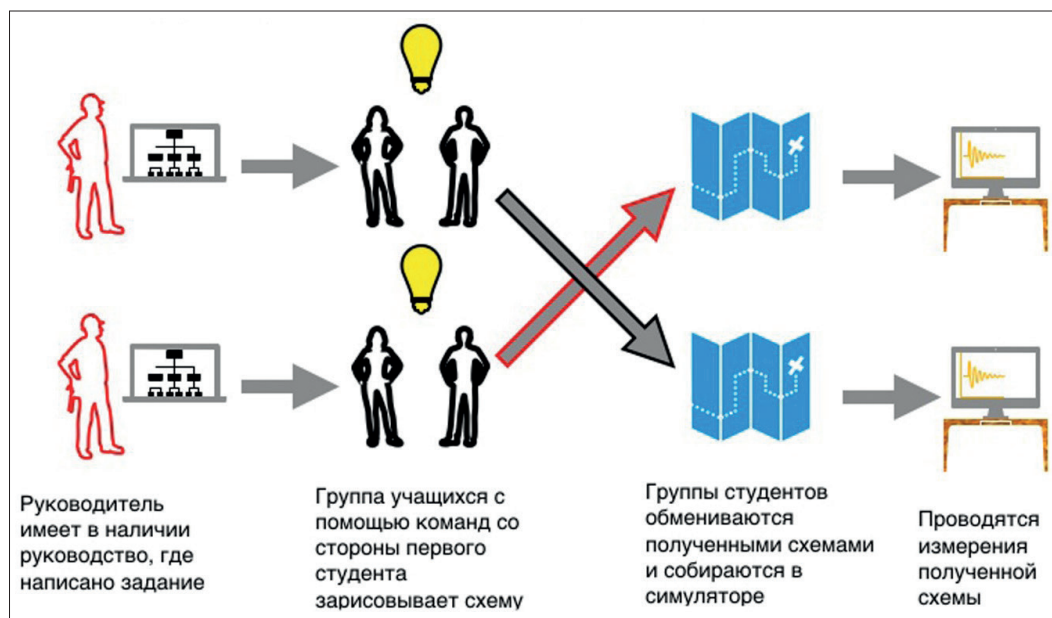 Руководитель
имеет в наличии
руководство, где
написано задание
Группа учащихся с
помощью команд со
стороны первого
студента
зарисовывает схему
Группы студентов
обмениваются
полученными схемами
и собираются в
симуляторе
Проводятся
измерения
полученной
схемы